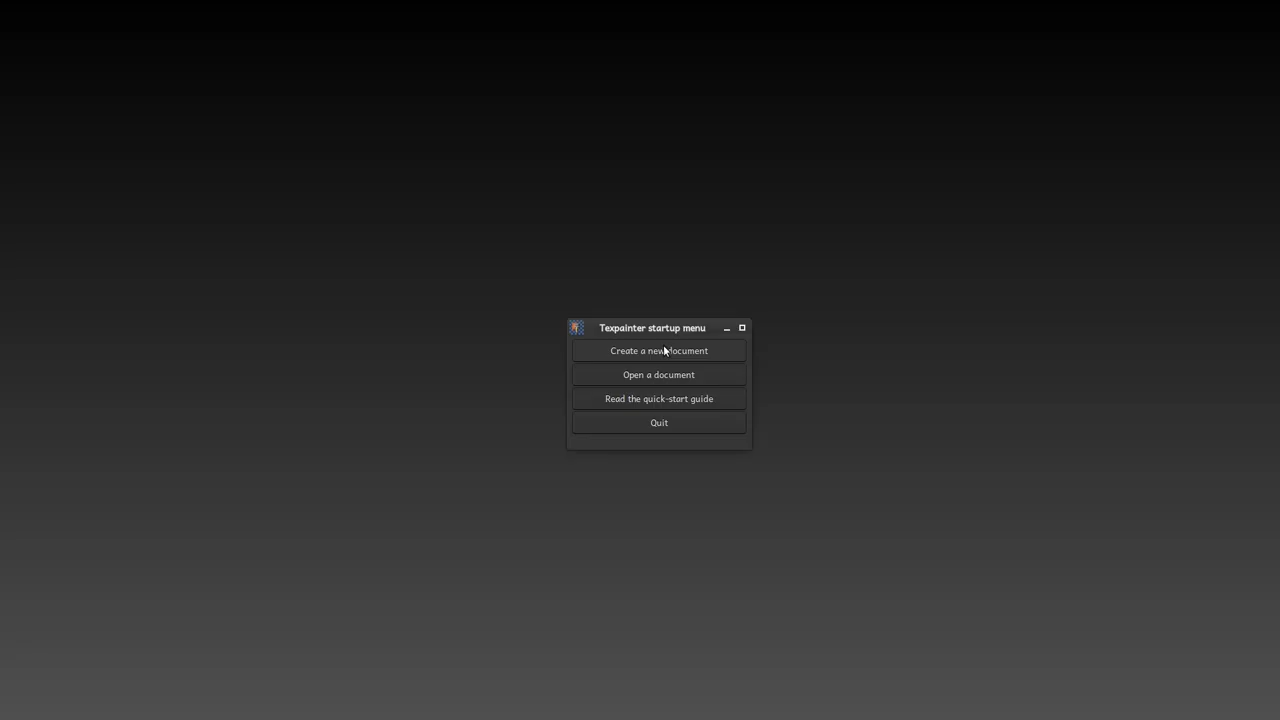 Texpainter startup menu
Create a new document
Open a document
Read the quick-start guide
Quit